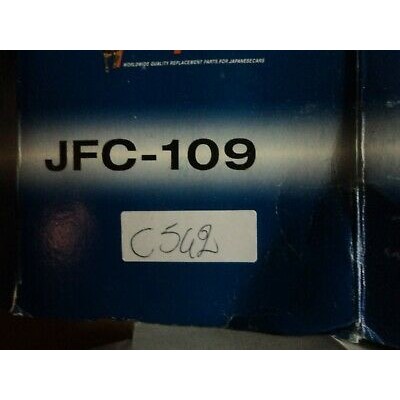 WORLDWIDE QUALITY REPLACEMENT PARTS FOR JAPANESECARS
JFC-109
C542